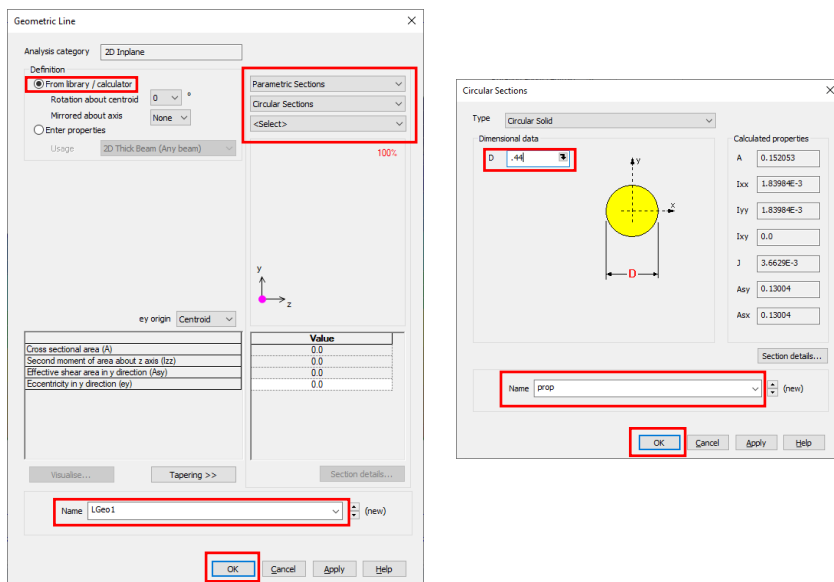 Geometric Line
Analysis category 2D Inplane
Definition
From library / calculator
Rotation about centroid 0 °
Mirrored about axis None
Enter properties
Usage 2D Thick Beam (Any beam)
Parametric Sections
Circular Sections
<Select>
100%
y
z
ey origin Centroid
Value
Cross sectional area (A) 0.0
Second moment of area about z axis (Izz) 0.0
Effective shear area in y direction (Asy) 0.0
Eccentricity in y direction (ey) 0.0
Visualise... Tapering >> Section details...
Name LGeo1 (new)
OK Cancel Apply Help
Circular Sections
Type Circular Solid
Dimensional data
D .44
y
x
D
Calculated properties
A 0.152053
Ixx 1.83984E-3
Iyy 1.83984E-3
Ixy 0.0
J 3.6629E-3
Asy 0.13004
Asx 0.13004
Section details...
Name prop (new)
OK Cancel Apply Help